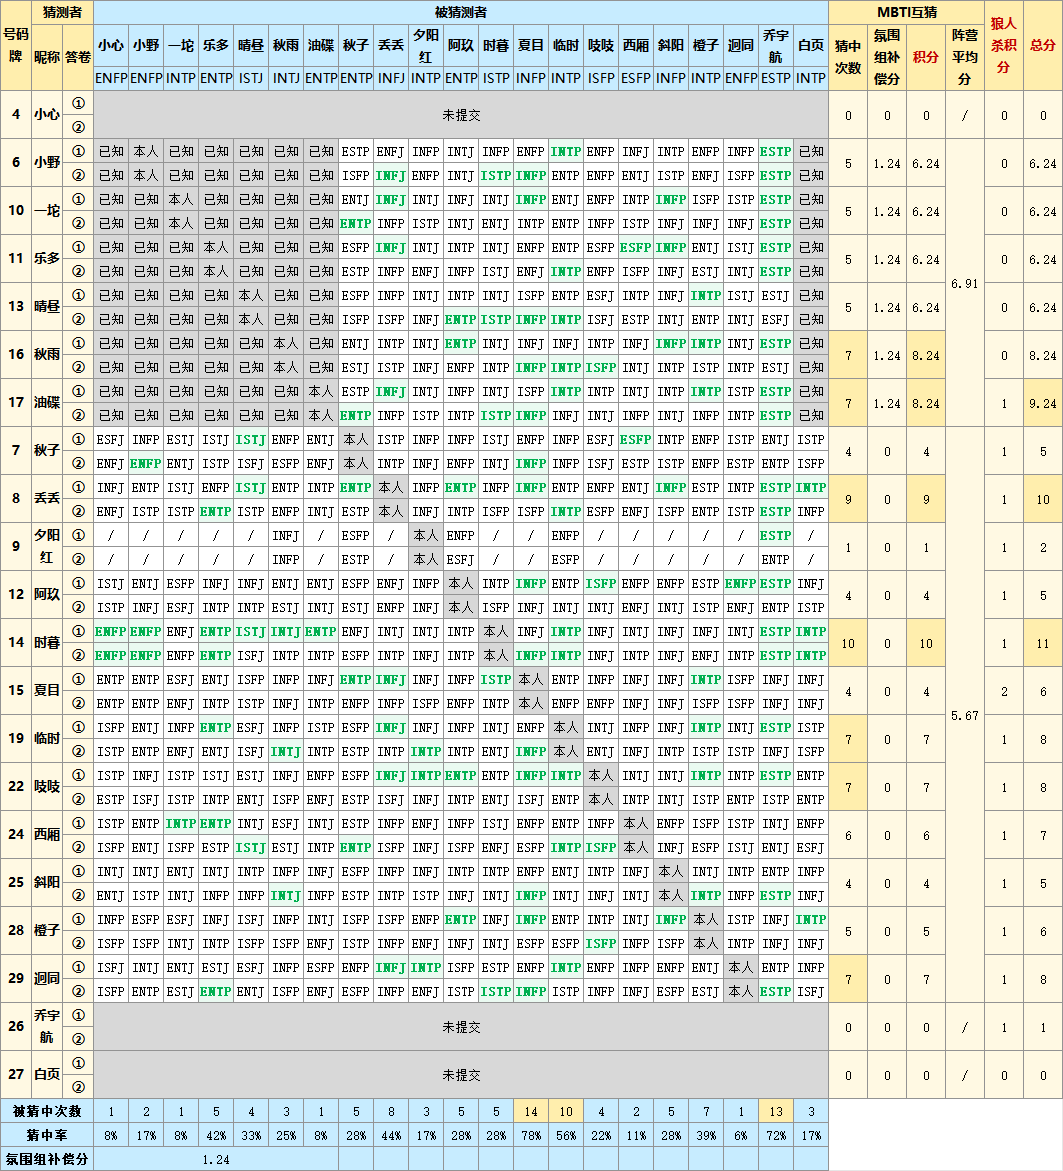 号码牌 猜测者 被猜测者 MBTI互猜 狼人杀积分 总分
昵称 答卷 小心 小野 一坨 乐多 晴昼 秋雨 油碟 秋子 丢丢 夕阳红 阿玖 时暮 夏目 临时 吱吱 西厢 斜阳 橙子 迥同 乔宇航 白页 猜中次数 氛围组补偿分 积分 阵营平均分
ENFP ENFP INTP ENTP ISTJ INTJ ENTP ENTP INFJ INTP ENTP ISTP INFP INTP ISFP ESFP INFP INTP ENFP ESTP INTP
4 小心 ① ② 未提交 0 0 0 / 0 0
6 小野 ① 已知 本人 已知 已知 已知 已知 已知 ESTP ENFJ INFP INTJ INFP ENFP INTP ENFP INFJ INTP ENFP INFP ESTP 已知 5 1.24 6.24 0 6.24
② 已知 本人 已知 已知 已知 已知 已知 ISFP INFJ ENFP INTJ ISTP INFP ENFP ENTP ENTJ ISTP ENFJ ISFP ESTP 已知
10 一坨 ① 已知 已知 本人 已知 已知 已知 已知 ENTJ INFJ INTJ INTJ INFJ INFP ENTJ ENFP INTP INFP ISFP ISTP ESTP 已知 5 1.24 6.24 0 6.24
② 已知 已知 本人 已知 已知 已知 已知 ENTP INFP ISTP INTJ ENTJ INTP ENTP INFP ISTP INTP INFJ INFJ ESTP 已知
11 乐多 ① 已知 已知 已知 本人 已知 已知 已知 ESFP INFJ INTJ INTP INTJ ENFP ENTP ESFP ESFP INFP ENTJ ISTJ ESTP 已知 5 1.24 6.24 0 6.24
② 已知 已知 已知 本人 已知 已知 已知 ESTP INFP ENFJ INFP ISTJ ENFJ INTP ENFP ISFP INFJ ESTJ ENTJ ESTP 已知
13 晴昼 ① 已知 已知 已知 已知 本人 已知 已知 ESFP INFP INTJ INTP INTJ ISFP ENTP ESFJ INTP INFJ INTP ISTJ ESTJ 已知 5 1.24 6.24 0 6.24
② 已知 已知 已知 已知 本人 已知 已知 ISFP ISFP INFJ ENTP ISTP INFP INTP ISFJ ESTP INTJ ENTP INTJ ESFJ 已知
6.91
16 秋雨 ① 已知 已知 已知 已知 已知 本人 已知 ENTJ INTP INTP ENTP INTJ INFJ INFJ INTP INTP INFP INTP INTJ ESTP 已知 7 1.24 8.24 0 8.24
② 已知 已知 已知 已知 已知 本人 已知 ESTJ ISTP INFJ ENFP INTP INFP INTP ISFP INTJ INTP ISTP INTP ESTJ 已知
17 油碟 ① 已知 已知 已知 已知 已知 已知 本人 ESTP INFJ INTJ INFP INTJ ISFP INTJ INTP INTP INTJ INTP ISTP ESTP 已知 7 1.24 8.24 1 9.24
② 已知 已知 已知 已知 已知 已知 本人 ENTP INFP ISTP INTP ISTP INFP INFJ INTJ INFP INTJ ENFP INTP ESTP 已知
7 秋子 ① ESFJ INFP ESTJ ISTJ ISTJ ENFP ENTJ 本人 ISTP INFP INFP ISTJ ENFP INFP ESFJ ESFP INTP ENFP ISTP ENTJ ISTP 4 0 4 1 5
② ENFJ ENFP ENTJ ISTP ISFJ ESFP ENFJ 本人 INTP ENFP ENFP INTJ INFP INFP ISFJ ESTP ISTP ENTP ESTP ENTP ISFP
8 丢丢 ① INFJ ENTP ISTJ ENFP ISTJ ENTP INTP ENTP 本人 INFP ENTP INFP INFP ENTP ENFP ENTJ INFP ESTP INTP ESTP INTP 9 0 9 1 10
② ENFJ ISTP ISTP ENTP ISTP ENFP INTJ ESTP 本人 INFJ INTP ISFP ISFP INTP ESFP ISTP ENFP INTP ENFJ ESTP INFP
9 夕阳红 ① / / / / / INFJ / ESFP / 本人 ENFP / / ENFP / / / / / ESTP / 1 0 1 1 2
② / / / / / INFP / ESTP / 本人 ESFJ / / ESFP / / / / / ENTP /
12 阿玖 ① ISTJ ENTJ ESFP INFJ INFJ ENTJ ENTJ ESFP ENFJ INFP 本人 INTP INFP ENTP ISFP ENFP ENFP ESTP ENFP ESTP INFJ 4 0 4 1 5
② ISTP INFJ ESFJ INTP INTP ESTJ INTJ ESTJ INTJ ENFJ 本人 ISFP INFJ INTJ INTJ ENFJ INTJ ISTP ENFJ ENTP ISTP
14 时暮 ① ENFP ENFP ENFJ ENTP ISTJ INTJ ENTP ENFJ INTJ INTJ INTP 本人 INFJ INTP INFJ INTJ INFJ INFJ INTJ ESTP INTP 10 0 10 1 11
② ENFP ENFP ENFP ENTP ISFJ INTP ENFP ENTP INTP INFJ INTP 本人 INFP INTP INFJ INTP ENFJ ENFJ INTP ESTP INTP
15 夏目 ① ENTP ENTP ESFJ ENTJ ISFP INFP INFJ ENTP INFJ INFJ INFP ISTP 本人 ENTP INFP INFJ ENFP INTP ISFP INFJ INFJ 4 0 4 2 6
② ENTP ENTP ENFJ INFJ ISTP ISFP INFJ ENFP ISFP INFP ISFP INTP 本人 ENFP ENFP ISFP INFP ISFP ISFP INFJ INFJ
5.67
19 临时 ① ISFP ENFJ INFP ENTP ESFJ INFP ISTP ESFP INFJ ENFP INTP INFJ ENFP 本人 INTJ INFJ INFP INTP INTJ ESTP INFJ 7 0 7 1 8
② ISTP ENTP ENFJ ENTJ ISFJ INTJ INTP ESTP INTP INTP INTP ENTJ INFP 本人 ENTJ INFP INTP ISTP ISTP INFJ ISFP
22 吱吱 ① ISTP INFJ ISTP ISTJ ESTJ INTJ ENFP ESFP INFJ INTP ENTP ENTP INFP INTP 本人 INTJ INTJ INTP ENTP ESTP ENTP 7 0 7 1 8
② ESTP ISFJ ISTP INTP ENTJ ISFP ENFJ ENFP INFP ISFJ INTP ENTJ ISFJ ENTP 本人 INTP INTJ ISTP ENTJ ISTP ENTP
24 西厢 ① ISTP ENTP INTP ENTP INTJ ESFJ INTJ ESTP INFP ENFP INTJ ISFJ ENTP ENTP INFP 本人 ENFP ISFP ISTP INTJ ENFP 6 0 6 1 7
② ISFP ENTJ ISFP ESTP ISTJ ESTJ INTP ENTP ISFP INFJ ISFP ENFJ ESFP INTP ISFP 本人 INFJ ESFP ISTJ ENTJ ESFJ
25 斜阳 ① INTJ INTJ INTJ ENTP INTJ INFP ENFP INTP INTP INTJ INFP INFP ENFP ENTJ INTP INFJ 本人 INTP INFJ INTP ENFP 4 0 4 1 5
② ENTJ ISTP INTJ INFP INFP INTJ INFP ENTP INTP ISTP INFJ INTJ INFP INTJ ISTP INTJ 本人 INTP INFP ESTP INFP
28 橙子 ① INFP ESFP ESFJ INFJ ISFJ INFP INTP ISFP ISFP ENFP ENTP INFJ INFP ENTP INTP INTJ INFP 本人 ISTP INFJ INTP 5 0 5 1 6
② ISFP ISFP INTJ INTP ISFP ISFP ENFJ ISTP ENFP INFJ INFJ INTJ ESFP ESFP ISFP INFP ISFP 本人 INTP INFJ INFJ
29 迥同 ① ISFJ INTJ ENTJ ESTJ ESFJ INFP ESFP ENFP INFJ INTP ISFP ESTP ENFP INTP ENFP ISFP ENFP ENTJ 本人 ENTP INFP 7 0 7 1 8
② ISFP ENTP ESTJ ENTP ENTJ ISFP ENFJ ESFP INFP ENFJ ISTP ISTP INFP ISTP INFP INFJ ESFP ESTJ 本人 ESTP ISFJ
26 乔宇航 ① ② 未提交 0 0 0 / 1 1
27 白页 ① ② 未提交 0 0 0 / 0 0
被猜中次数 1 2 1 5 4 3 1 5 8 3 5 5 14 10 4 2 5 7 1 13 3
猜中率 8% 17% 8% 42% 33% 25% 8% 28% 44% 17% 28% 28% 78% 56% 22% 11% 28% 39% 6% 72% 17%
氛围组补偿分 1.24